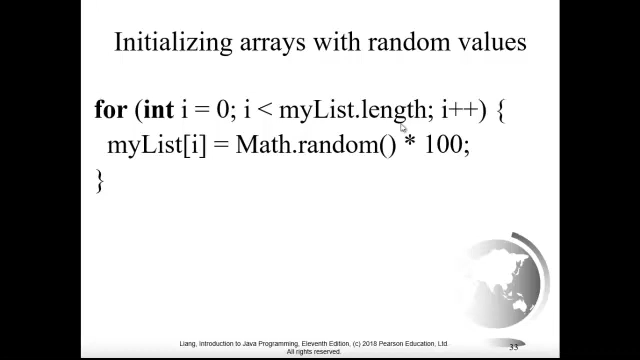 Initializing arrays with random values
for (int i = 0; i < myList.length; i++) {
myList[i] = Math.random() * 100;
}
Liang, Introduction to Java Programming, Eleventh Edition, (c) 2018 Pearson Education, Ltd.
All rights reserved.
33